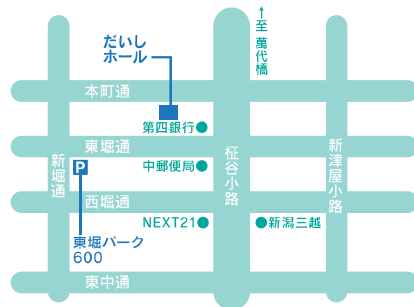 ↑至 萬代橋
だいし
ホール
本町通
第四銀行●
東堀通
P
中郵便局●
新堀通
柾谷小路
新津屋小路
西堀通
NEXT21●
●新潟三越
東堀パーク
600
東中通